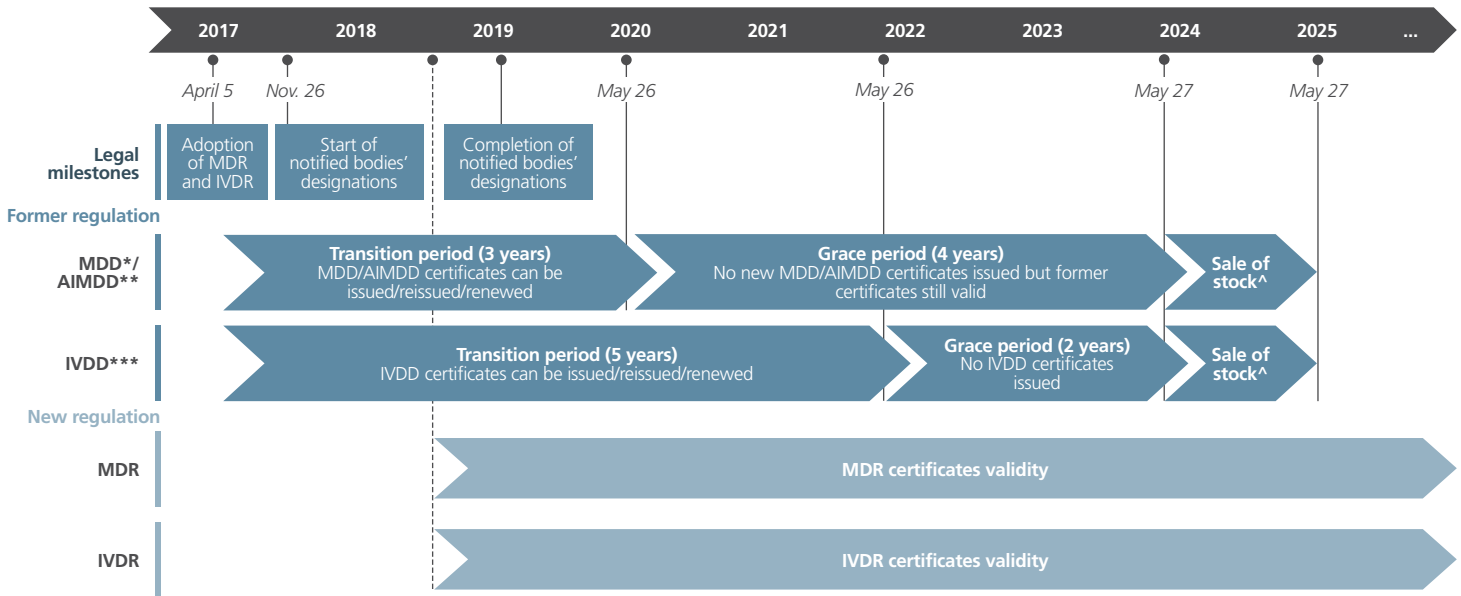 2017 2018 2019 2020 2021 2022 2023 2024 2025 ...
April 5 Nov. 26 May 26 May 26 May 27 May 27
Legal
milestones
Adoption
of MDR
and IVDR
Start of
notified bodies’
designations
Completion of
notified bodies’
designations
Former regulation
MDD*/
AIMDD**
Transition period (3 years)
MDD/AIMDD certificates can be
issued/reissued/renewed
Grace period (4 years)
No new MDD/AIMDD certificates issued but former
certificates still valid
Sale of
stock^
IVDD***
Transition period (5 years)
IVDD certificates can be issued/reissued/renewed
Grace period (2 years)
No IVDD certificates
issued
Sale of
stock^
New regulation
MDR
MDR certificates validity
IVDR
IVDR certificates validity